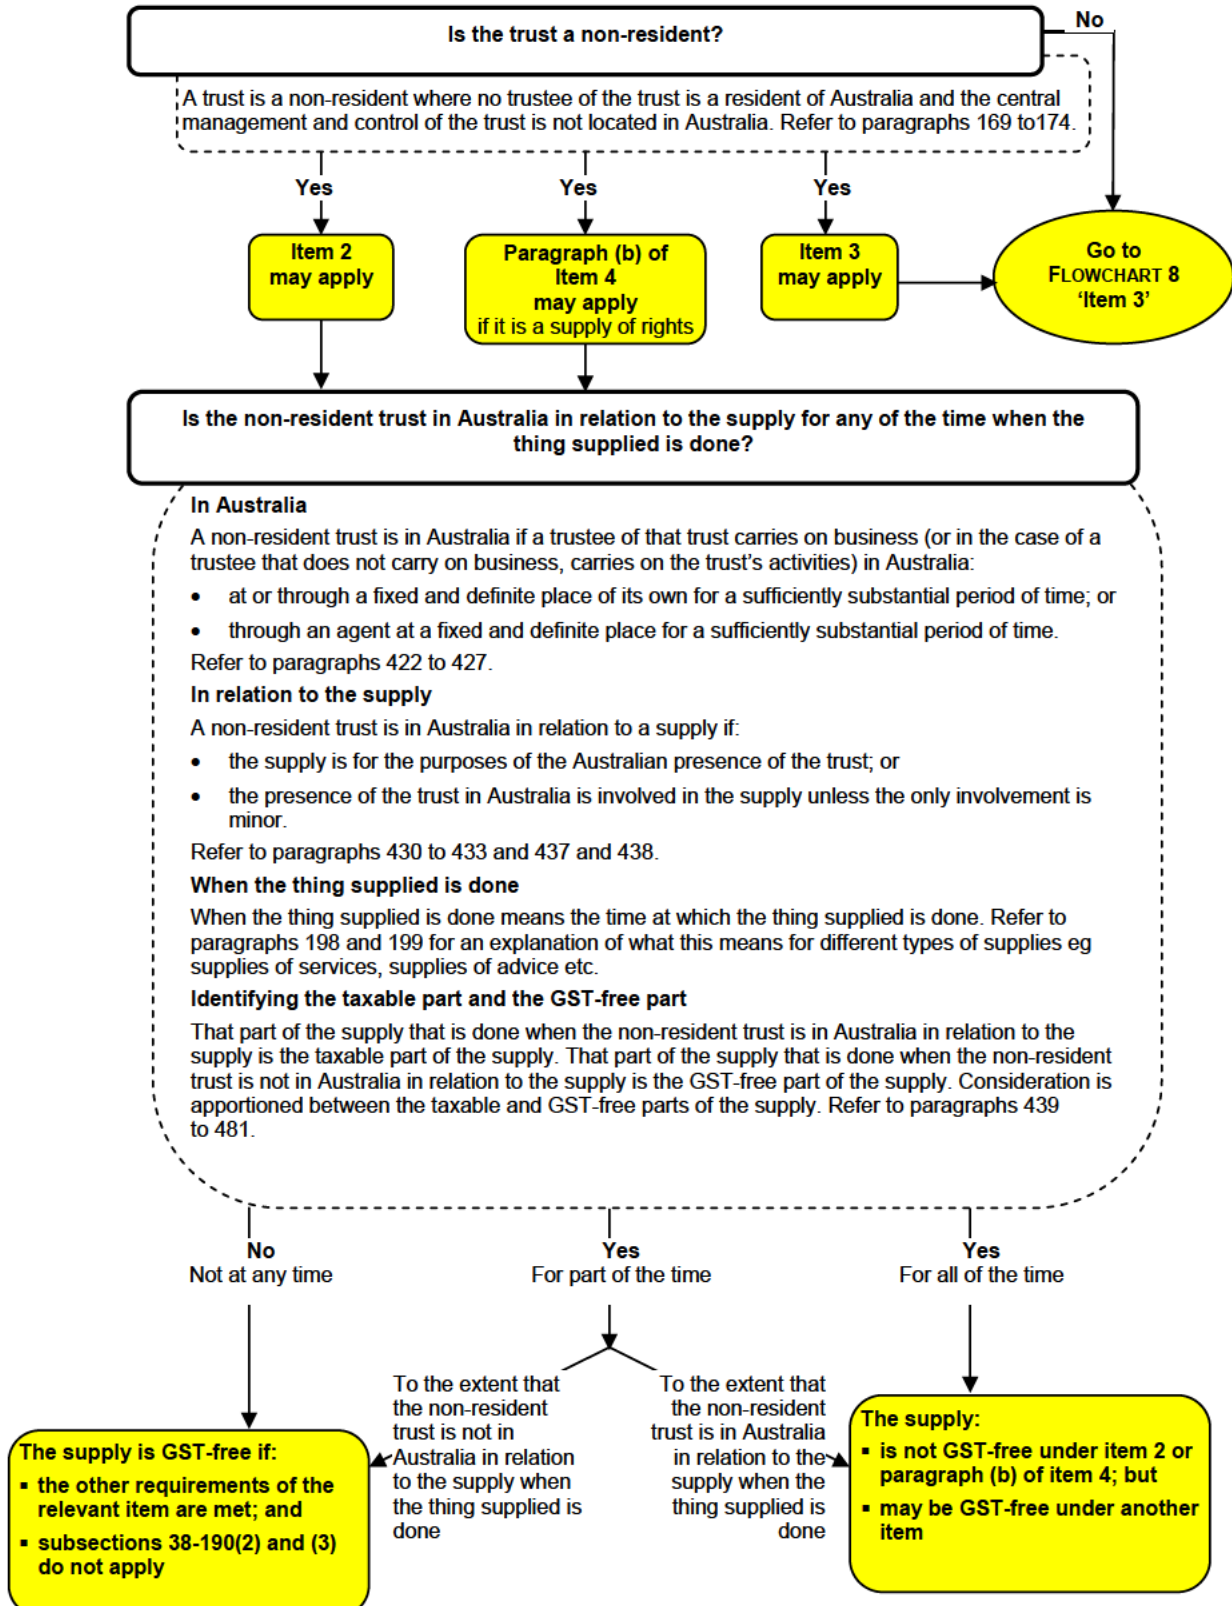 Is the trust a non-resident?
No
A trust is a non-resident where no trustee of the trust is a resident of Australia and the central
management and control of the trust is not located in Australia. Refer to paragraphs 169 to174.
Yes
Yes
Yes
Item 2
may apply
Paragraph (b) of
Item 4
may apply
if it is a supply of rights
Item 3
may apply
Go to
FLOWCHART 8
‘Item 3’
Is the non-resident trust in Australia in relation to the supply for any of the time when the
thing supplied is done?
In Australia
A non-resident trust is in Australia if a trustee of that trust carries on business (or in the case of a
trustee that does not carry on business, carries on the trust’s activities) in Australia:
• at or through a fixed and definite place of its own for a sufficiently substantial period of time; or
• through an agent at a fixed and definite place for a sufficiently substantial period of time.
Refer to paragraphs 422 to 427.
In relation to the supply
A non-resident trust is in Australia in relation to a supply if:
• the supply is for the purposes of the Australian presence of the trust; or
• the presence of the trust in Australia is involved in the supply unless the only involvement is
minor.
Refer to paragraphs 430 to 433 and 437 and 438.
When the thing supplied is done
When the thing supplied is done means the time at which the thing supplied is done. Refer to
paragraphs 198 and 199 for an explanation of what this means for different types of supplies eg
supplies of services, supplies of advice etc.
Identifying the taxable part and the GST-free part
That part of the supply that is done when the non-resident trust is in Australia in relation to the
supply is the taxable part of the supply. That part of the supply that is done when the non-resident
trust is not in Australia in relation to the supply is the GST-free part of the supply. Consideration is
apportioned between the taxable and GST-free parts of the supply. Refer to paragraphs 439
to 481.
No
Not at any time
Yes
For part of the time
Yes
For all of the time
To the extent that
the non-resident
trust is not in
Australia in relation
to the supply when
the thing supplied is
done
To the extent that
the non-resident
trust is in Australia
in relation to the
supply when the
thing supplied is
done
The supply is GST-free if:
▪ the other requirements of the
relevant item are met; and
▪ subsections 38-190(2) and (3)
do not apply
The supply:
▪ is not GST-free under item 2 or
paragraph (b) of item 4; but
▪ may be GST-free under another
item